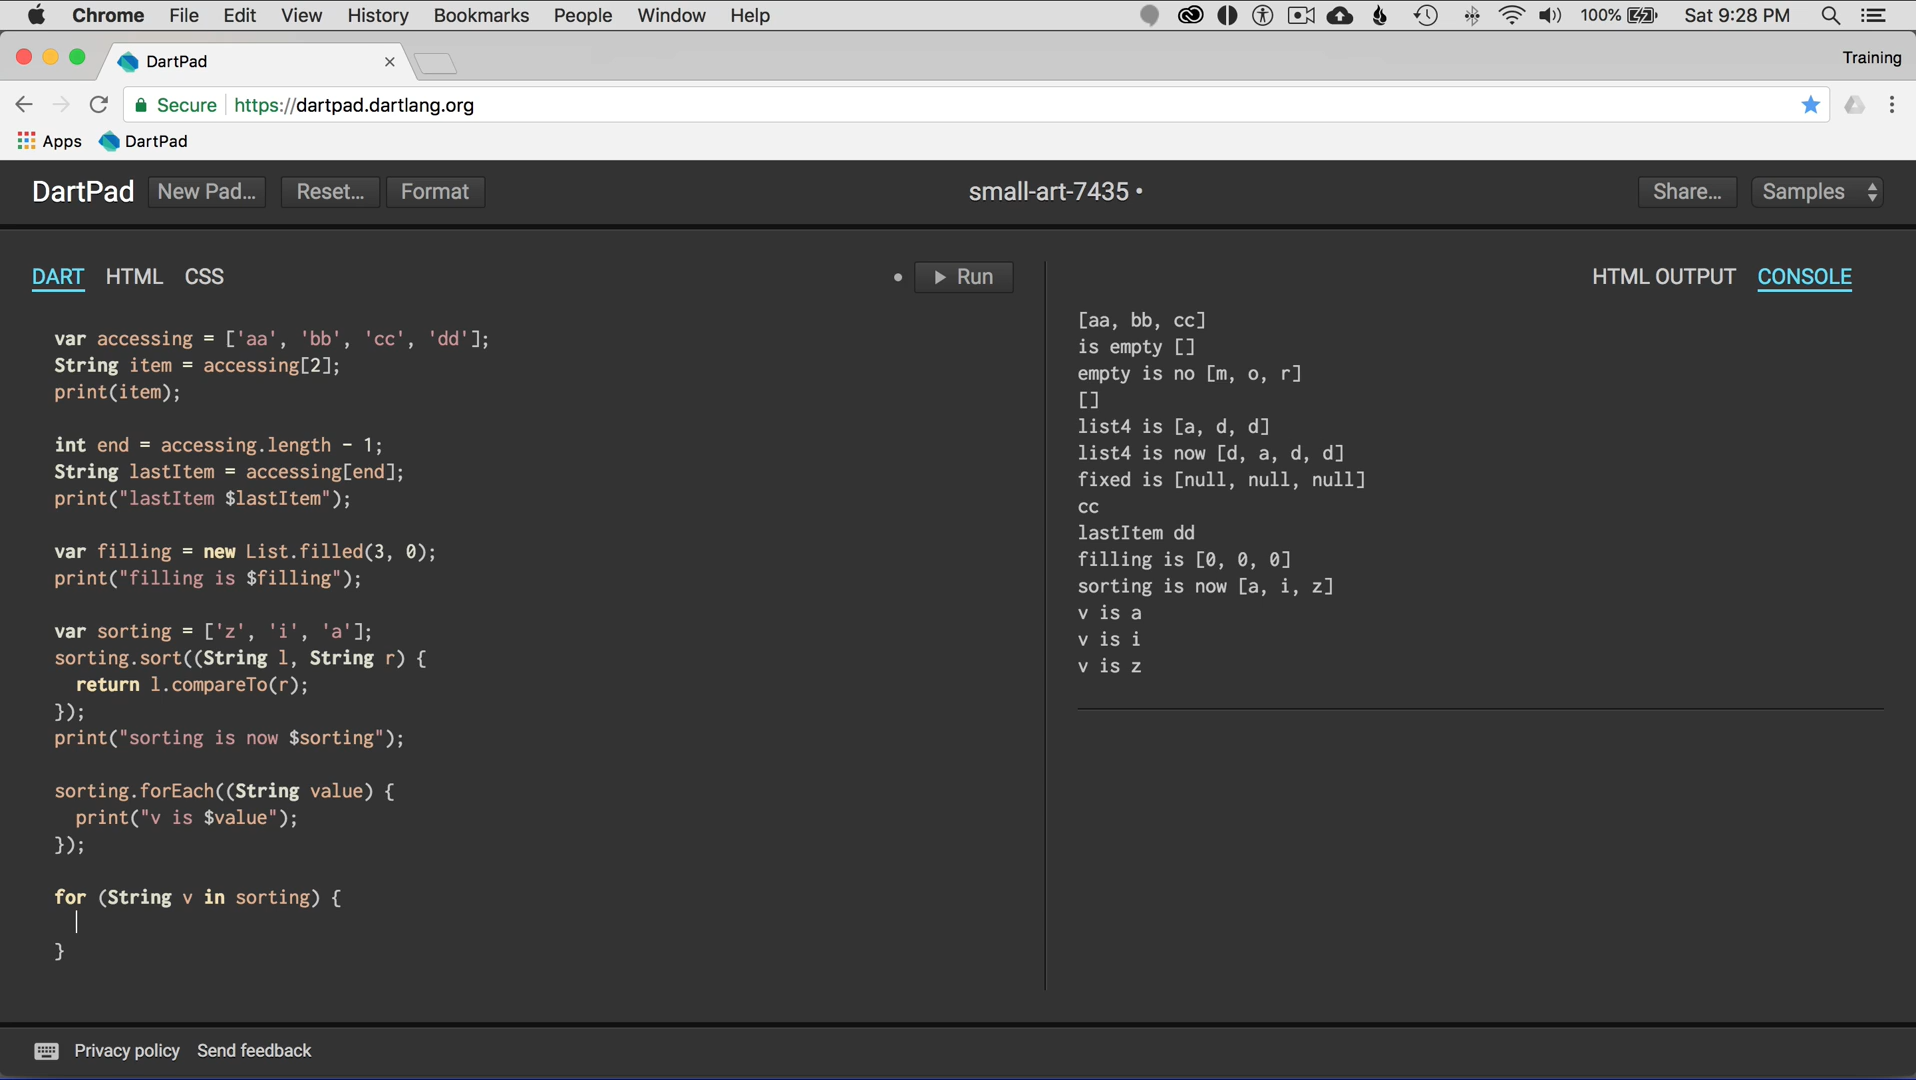 Chrome File Edit View History Bookmarks People Window Help 100% Sat 9:28 PM
DartPad Training
Secure https://dartpad.dartlang.org
Apps DartPad
DartPad New Pad... Reset... Format small-art-7435 • Share... Samples
DART HTML CSS Run HTML OUTPUT CONSOLE
var accessing = ['aa', 'bb', 'cc', 'dd'];
String item = accessing[2];
print(item);
int end = accessing.length - 1;
String lastItem = accessing[end];
print("lastItem $lastItem");
var filling = new List.filled(3, 0);
print("filling is $filling");
var sorting = ['z', 'i', 'a'];
sorting.sort((String l, String r) {
return l.compareTo(r);
});
print("sorting is now $sorting");
sorting.forEach((String value) {
print("v is $value");
});
for (String v in sorting) {
}
[aa, bb, cc]
is empty []
empty is no [m, o, r]
[]
list4 is [a, d, d]
list4 is now [d, a, d, d]
fixed is [null, null, null]
cc
lastItem dd
filling is [0, 0, 0]
sorting is now [a, i, z]
v is a
v is i
v is z
Privacy policy Send feedback